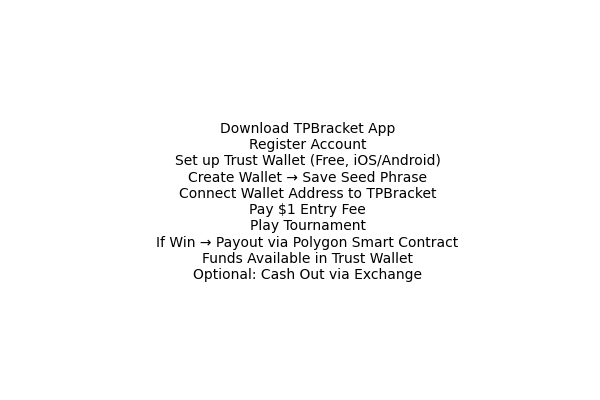 Download TPBracket App
Register Account
Set up Trust Wallet (Free, iOS/Android)
Create Wallet → Save Seed Phrase
Connect Wallet Address to TPBracket
Pay $1 Entry Fee
Play Tournament
If Win → Payout via Polygon Smart Contract
Funds Available in Trust Wallet
Optional: Cash Out via Exchange